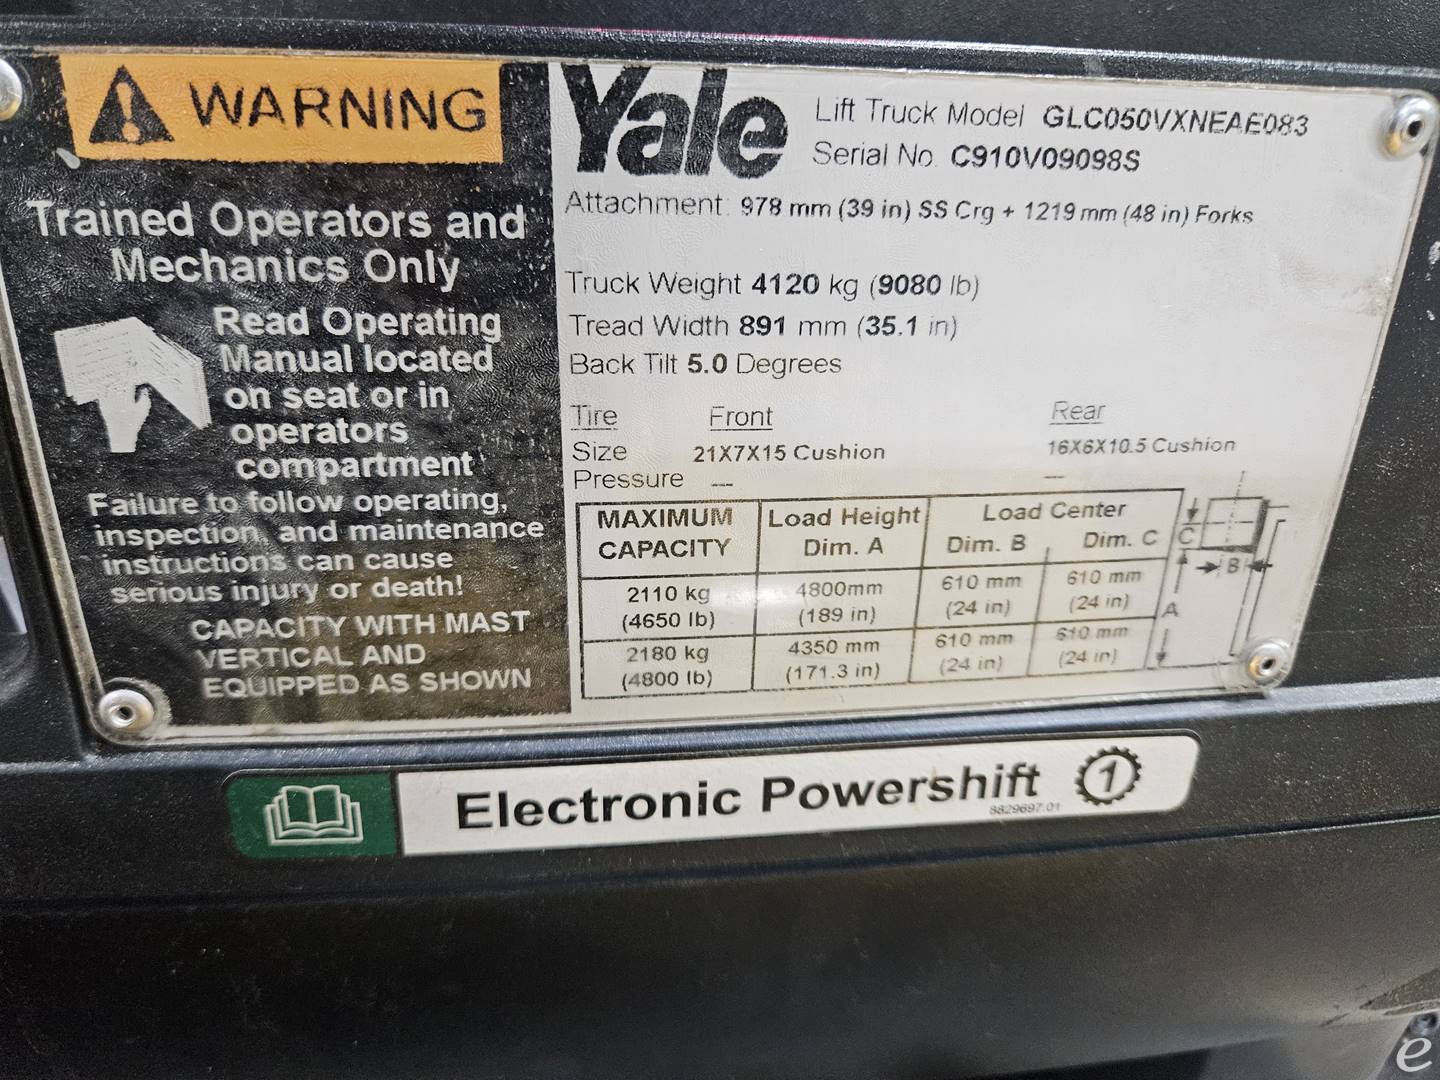 WARNING
Trained Operators and
Mechanics Only
Read Operating
Manual located
on seat or in
operators
compartment
Failure to follow operating,
inspection, and maintenance
instructions can cause
serious injury or death!
CAPACITY WITH MAST
VERTICAL AND
EQUIPPED AS SHOWN
Yale
Lift Truck Model GLC050VXNEAE083
Serial No. C910V09098S
Attachment: 978 mm (39 in) SS Crg + 1219 mm (48 in) Forks
Truck Weight 4120 kg (9080 lb)
Tread Width 891 mm (35.1 in)
Back Tilt 5.0 Degrees
Tire Front Rear
Size 21X7X15 Cushion 16X6X10.5 Cushion
Pressure -- --
MAXIMUM CAPACITY Load Height Dim. A Load Center Dim. B Dim. C
2110 kg (4650 lb) 4800mm (189 in) 610 mm (24 in) 610 mm (24 in)
2180 kg (4800 lb) 4350 mm (171.3 in) 610 mm (24 in) 610 mm (24 in)
C
B
A
Electronic Powershift 1
8829697.01
e